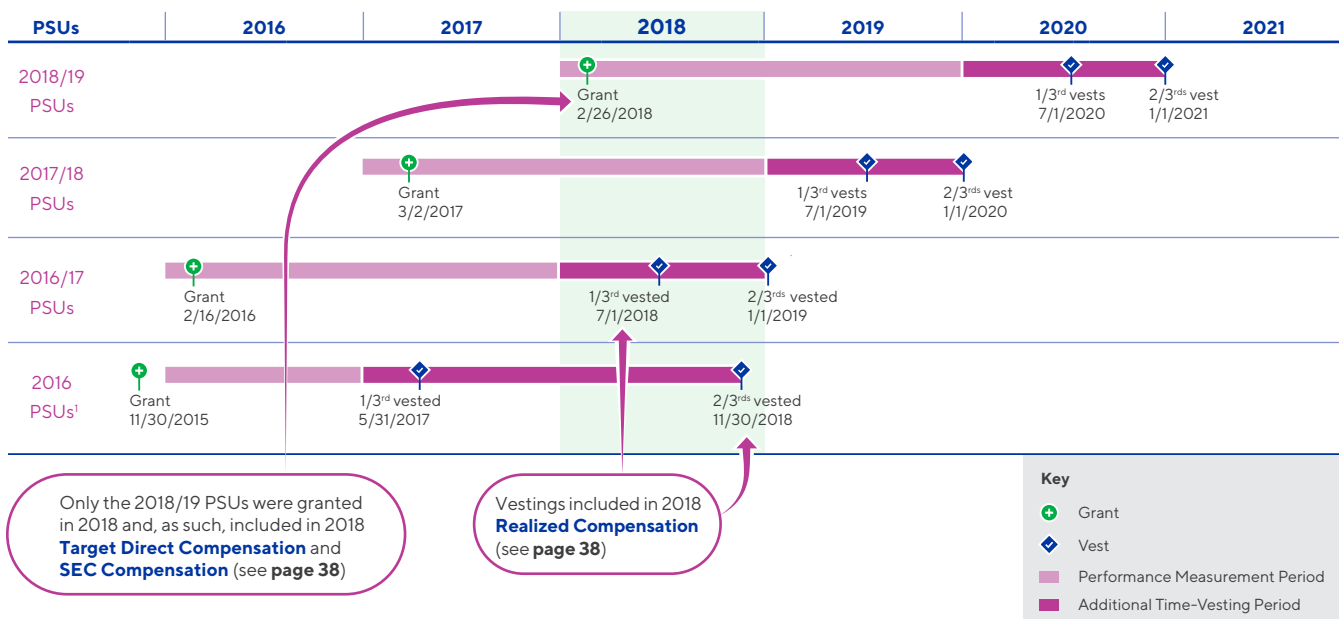 PSUs 2016 2017 2018 2019 2020 2021
2018/19
PSUs
Grant
2/26/2018
1/3rd vests
7/1/2020
2/3rds vest
1/1/2021
2017/18
PSUs
Grant
3/2/2017
1/3rd vests
7/1/2019
2/3rds vest
1/1/2020
2016/17
PSUs
Grant
2/16/2016
1/3rd vested
7/1/2018
2/3rds vested
1/1/2019
2016
PSUs¹
Grant
11/30/2015
1/3rd vested
5/31/2017
2/3rds vested
11/30/2018
Only the 2018/19 PSUs were granted
in 2018 and, as such, included in 2018
Target Direct Compensation and
SEC Compensation (see page 38)
Vestings included in 2018
Realized Compensation
(see page 38)
Key
Grant
Vest
Performance Measurement Period
Additional Time-Vesting Period